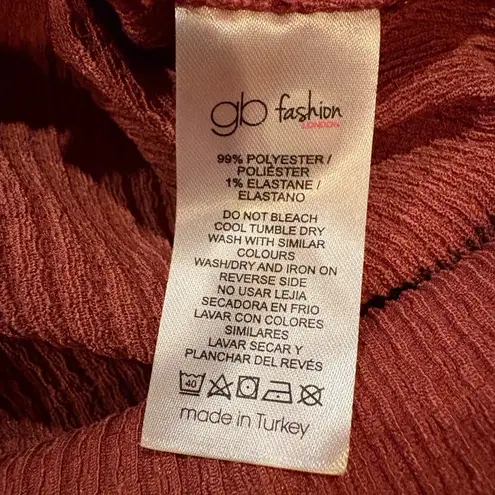 gb fashion
LONDON
99% POLYESTER /
POLIÉSTER
1% ELASTANE /
ELASTANO
DO NOT BLEACH
COOL TUMBLE DRY
WASH WITH SIMILAR
COLOURS
WASH/DRY AND IRON ON
REVERSE SIDE
NO USAR LEJIA
SECADORA EN FRIO
LAVAR CON COLORES
SIMILARES
LAVAR SECAR Y
PLANCHAR DEL REVÉS
40
made in Turkey